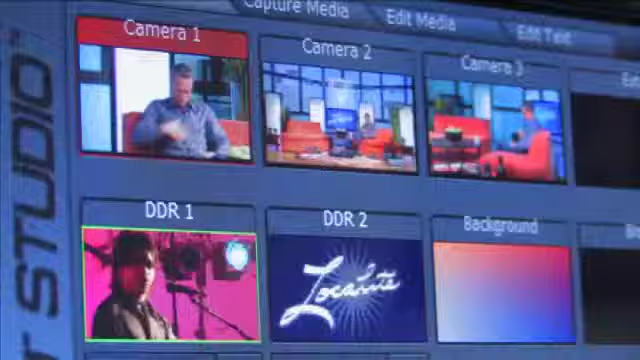 Capture Media
Edit Media
Edit Text
Camera 1
Camera 2
Camera 3
STUDIO
DDR 1
DDR 2
Background
Localite